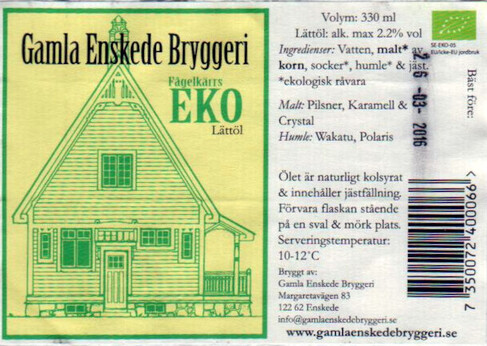 Gamla Enskede Bryggeri
Fågelkärrs
EKO
Lättöl
Volym: 330 ml
Lättöl: alk. max 2.2% vol
Ingredienser: Vatten, malt* av
korn, socker*, humle* & jäst.
*ekologisk råvara
Malt: Pilsner, Karamell &
Crystal
Humle: Wakatu, Polaris
Ölet är naturligt kolsyrat
& innehåller jästfällning.
Förvara flaskan stående
på en sval & mörk plats.
Serveringstemperatur:
10-12°C
Bryggt av:
Gamla Enskede Bryggeri
Margaretavägen 83
122 62 Enskede
info@gamlaenskedebryggeri.se
www.gamlaenskedebryggeri.se
SE-EKO-05
EU/icke-EU jordbruk
Bäst före:
26-03-2016
7 350072 400066 >